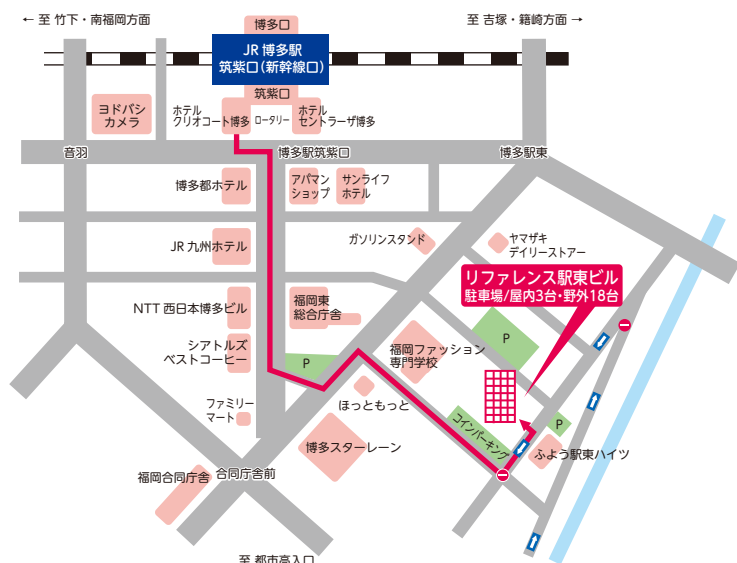 ← 至 竹下・南福岡方面
博多口
至 吉塚・籍崎方面 →
JR 博多駅
筑紫口（新幹線口）
筑紫口
ヨドバシ
カメラ
ホテル
クリオコート博多
ロータリー
ホテル
セントラーザ博多
音羽
博多駅筑紫口
博多駅東
博多都ホテル
アパマン
ショップ
サンライフ
ホテル
JR 九州ホテル
ガソリンスタンド
ヤマザキ
デイリーストアー
リファレンス駅東ビル
駐車場/屋内3台・野外18台
NTT 西日本博多ビル
福岡東
総合庁舎
シアトルズ
ベストコーヒー
P
福岡ファッション
専門学校
P
ファミリー
マート
ほっともっと
コインパーキング
P
博多スターレーン
ふよう駅東ハイツ
福岡合同庁舎
合同庁舎前
至 都市高入口